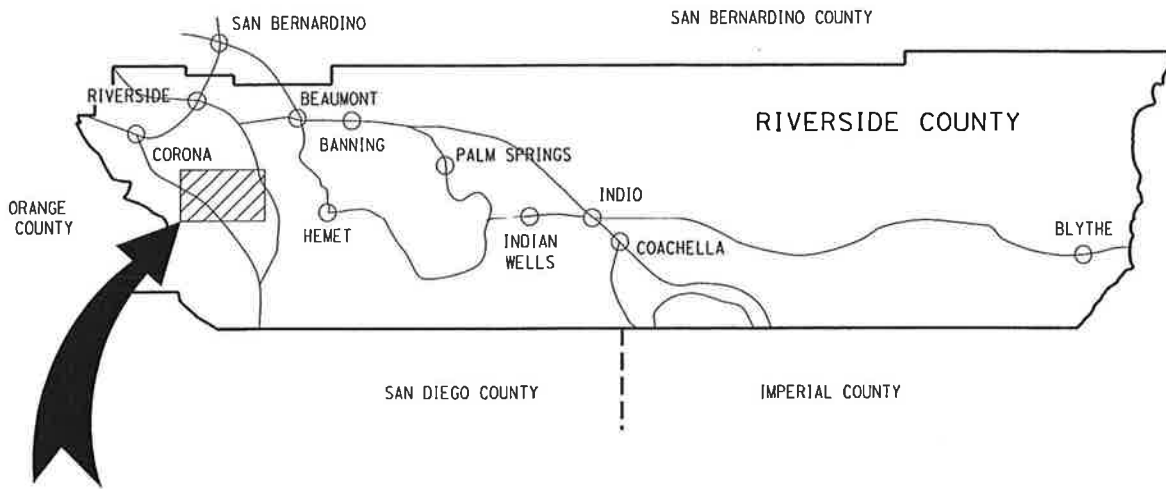 SAN BERNARDINO COUNTY
SAN BERNARDINO
RIVERSIDE
BEAUMONT
RIVERSIDE COUNTY
BANNING
CORONA
PALM SPRINGS
ORANGE
COUNTY
HEMET
INDIAN
WELLS
INDIO
COACHELLA
BLYTHE
SAN DIEGO COUNTY
IMPERIAL COUNTY